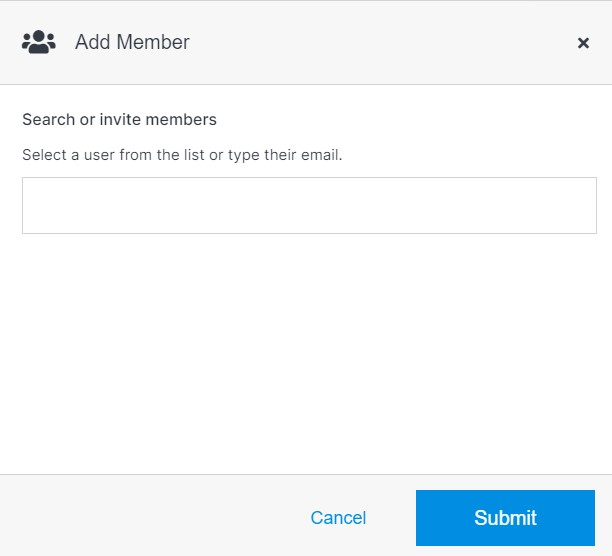 Add Member
Search or invite members
Select a user from the list or type their email.
Cancel
Submit